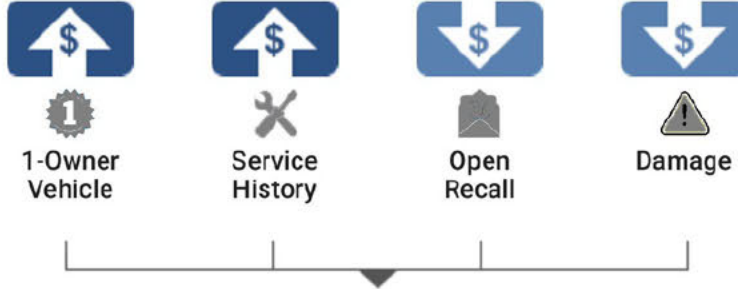 $ $ $ $
1
1-Owner Vehicle
Service History
Open Recall
Damage